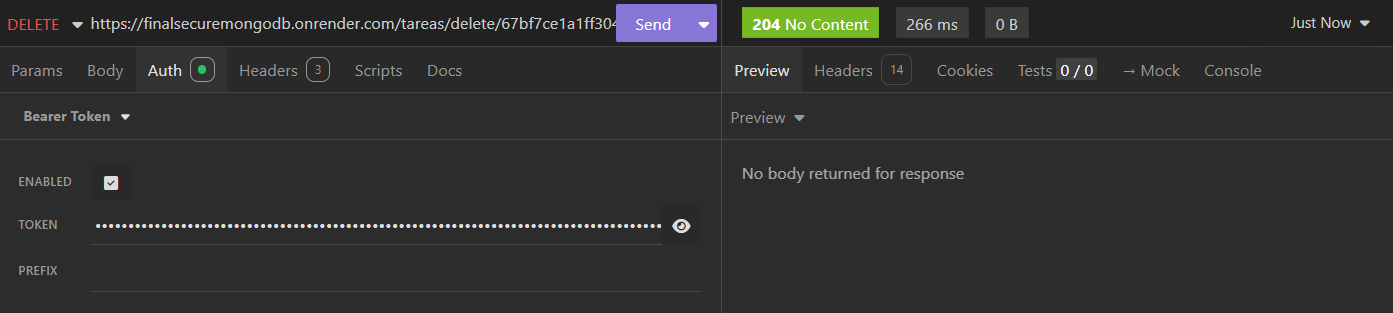 DELETE https://finalsecuremongodb.onrender.com/tareas/delete/67bf7ce1a1ff304 Send
204 No Content 266 ms 0 B Just Now
Params Body Auth Headers 3 Scripts Docs
Preview Headers 14 Cookies Tests 0 / 0 → Mock Console
Bearer Token
Preview
ENABLED
No body returned for response
TOKEN ••••••••••••••••••••••••••••••••••••••••••••••••••••••••••••••••••••••••••••••••••••••
PREFIX